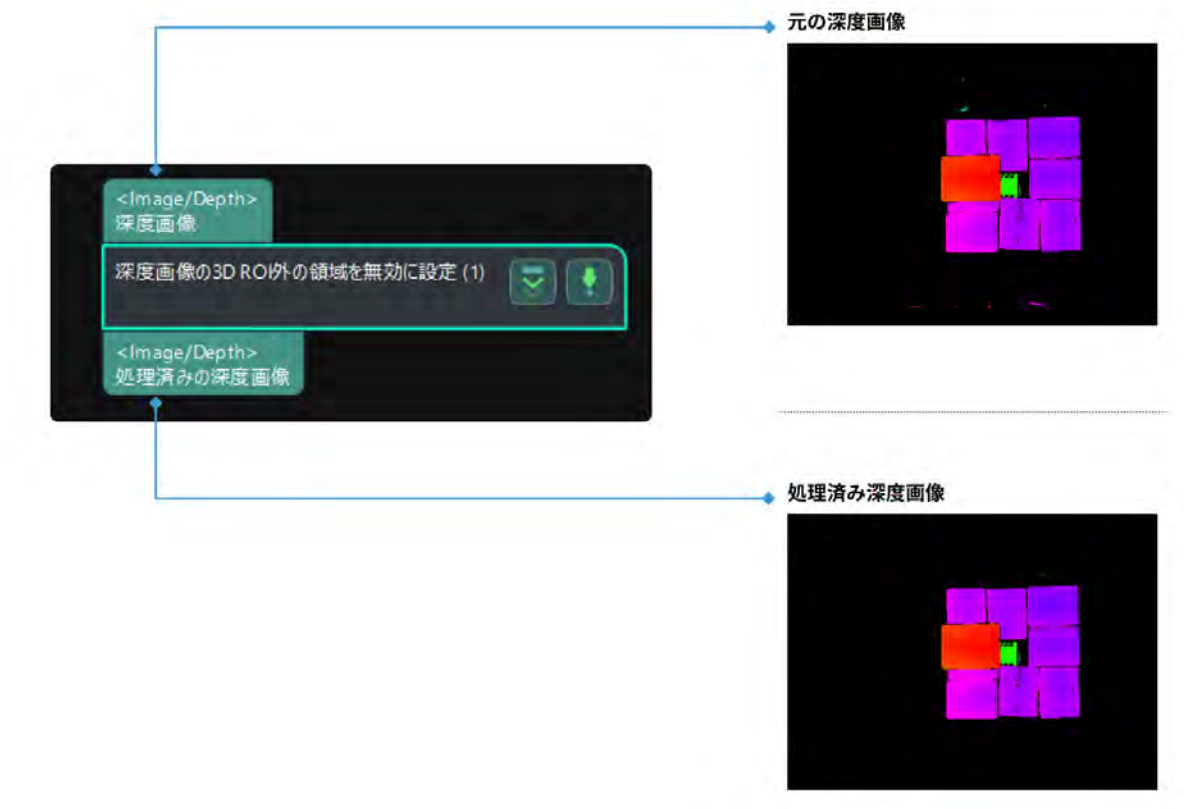 元の深度画像
<Image/Depth>
深度画像
深度画像の3D ROI外の領域を無効に設定 (1)
<Image/Depth>
処理済みの深度画像
処理済み深度画像